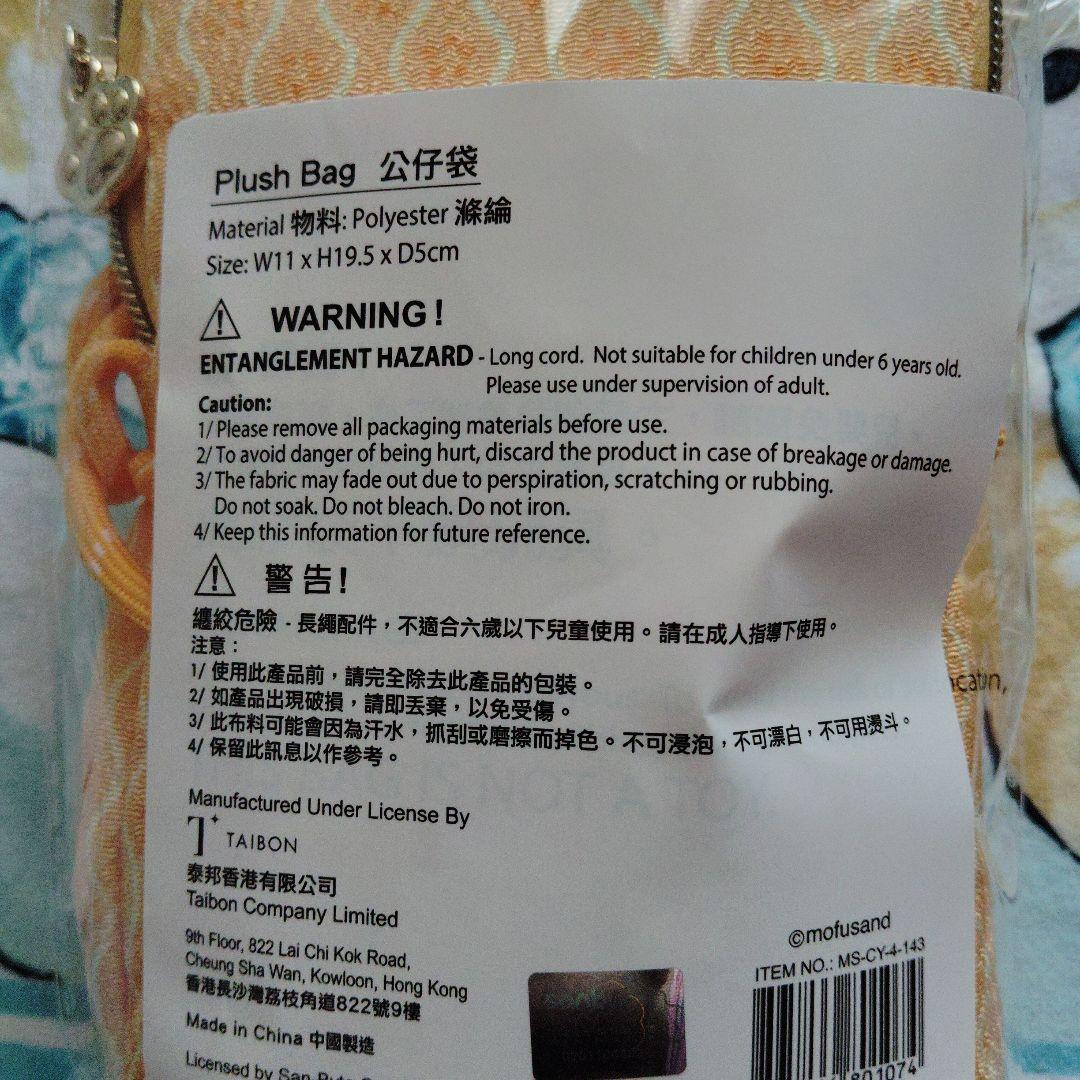 Plush Bag 公仔袋
Material 物料: Polyester 滌綸
Size: W11 x H19.5 x D5cm
WARNING!
ENTANGLEMENT HAZARD - Long cord. Not suitable for children under 6 years old.
Please use under supervision of adult.
Caution:
1/ Please remove all packaging materials before use.
2/ To avoid danger of being hurt, discard the product in case of breakage or damage.
3/ The fabric may fade out due to perspiration, scratching or rubbing.
Do not soak. Do not bleach. Do not iron.
4/ Keep this information for future reference.
警告!
纏絞危險 - 長繩配件，不適合六歲以下兒童使用。請在成人指導下使用。
注意：
1/ 使用此產品前，請完全除去此產品的包裝。
2/ 如產品出現破損，請即丟棄，以免受傷。
3/ 此布料可能會因為汗水，抓刮或磨擦而掉色。不可浸泡，不可漂白，不可用燙斗。
4/ 保留此訊息以作參考。
Manufactured Under License By
TAIBON
泰邦香港有限公司
Taibon Company Limited
9th Floor, 822 Lai Chi Kok Road,
Cheung Sha Wan, Kowloon, Hong Kong
香港長沙灣荔枝角道822號9樓
Made in China 中國製造
Licensed by San
©mofusand
ITEM NO.: MS-CY-4-143
801074